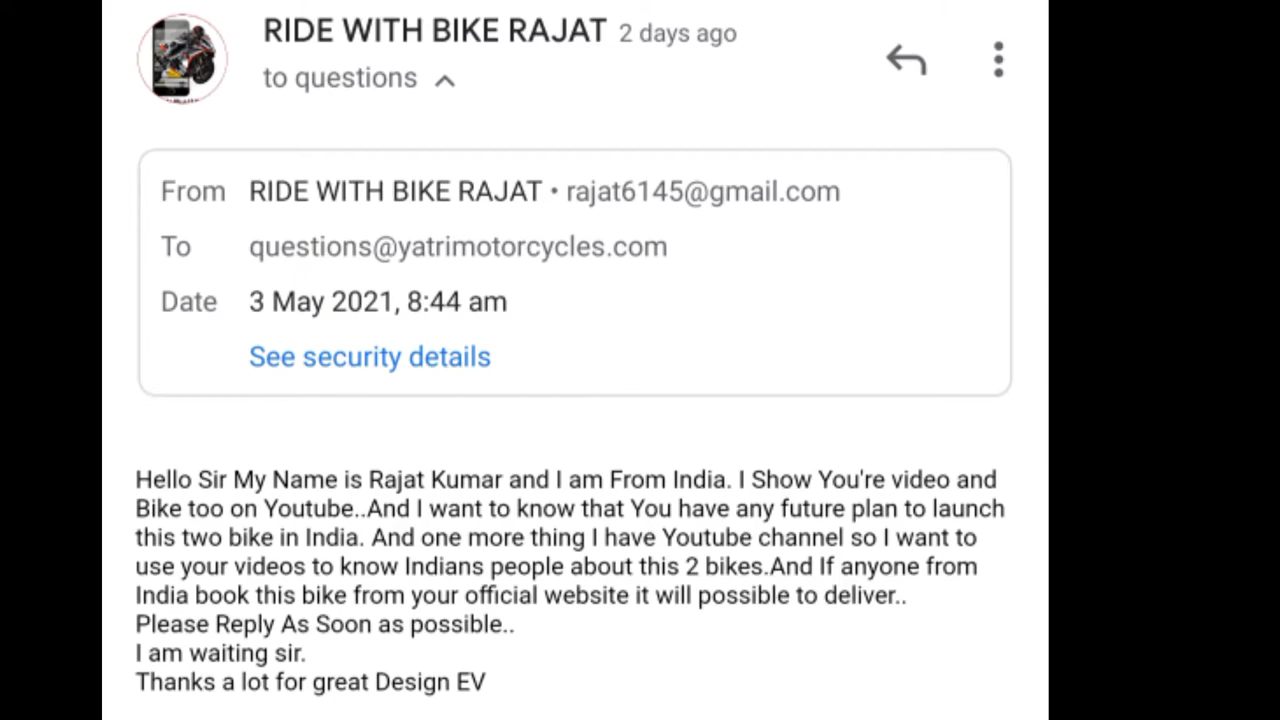 RIDE WITH BIKE RAJAT 2 days ago
to questions
From RIDE WITH BIKE RAJAT • rajat6145@gmail.com
To questions@yatrimotorcycles.com
Date 3 May 2021, 8:44 am
See security details
Hello Sir My Name is Rajat Kumar and I am From India. I Show You're video and
Bike too on Youtube..And I want to know that You have any future plan to launch
this two bike in India. And one more thing I have Youtube channel so I want to
use your videos to know Indians people about this 2 bikes.And If anyone from
India book this bike from your official website it will possible to deliver..
Please Reply As Soon as possible..
I am waiting sir.
Thanks a lot for great Design EV